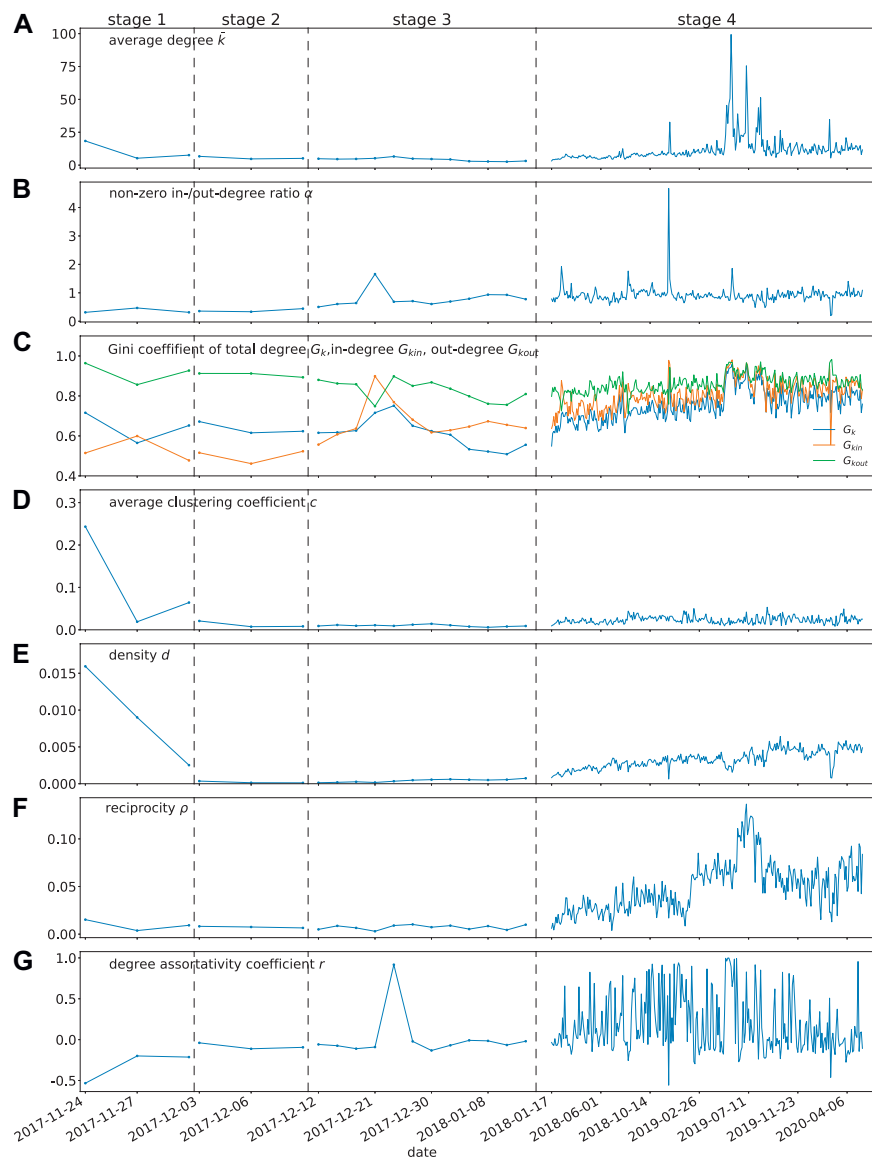 stage 1 stage 2 stage 3 stage 4
A
average degree k̄
100
75
50
25
0
B
non-zero in-/out-degree ratio α
4
3
2
1
0
C
Gini coeffifient of total degree Gₖ,in-degree Gₖᵢₙ, out-degree Gₖₒᵤₜ
1.0
0.8
0.6
0.4
Gₖ
Gₖᵢₙ
Gₖₒᵤₜ
D
average clustering coefficient c
0.3
0.2
0.1
0.0
E
density d
0.015
0.010
0.005
0.000
F
reciprocity ρ
0.10
0.05
0.00
G
degree assortativity coefficient r
1.0
0.5
0.0
-0.5
2017-11-24 2017-11-27 2017-12-03 2017-12-06 2017-12-12 2017-12-21 2017-12-30 2018-01-08 2018-01-17 2018-06-01 2018-10-14 2019-02-26 2019-07-11 2019-11-23 2020-04-06
date